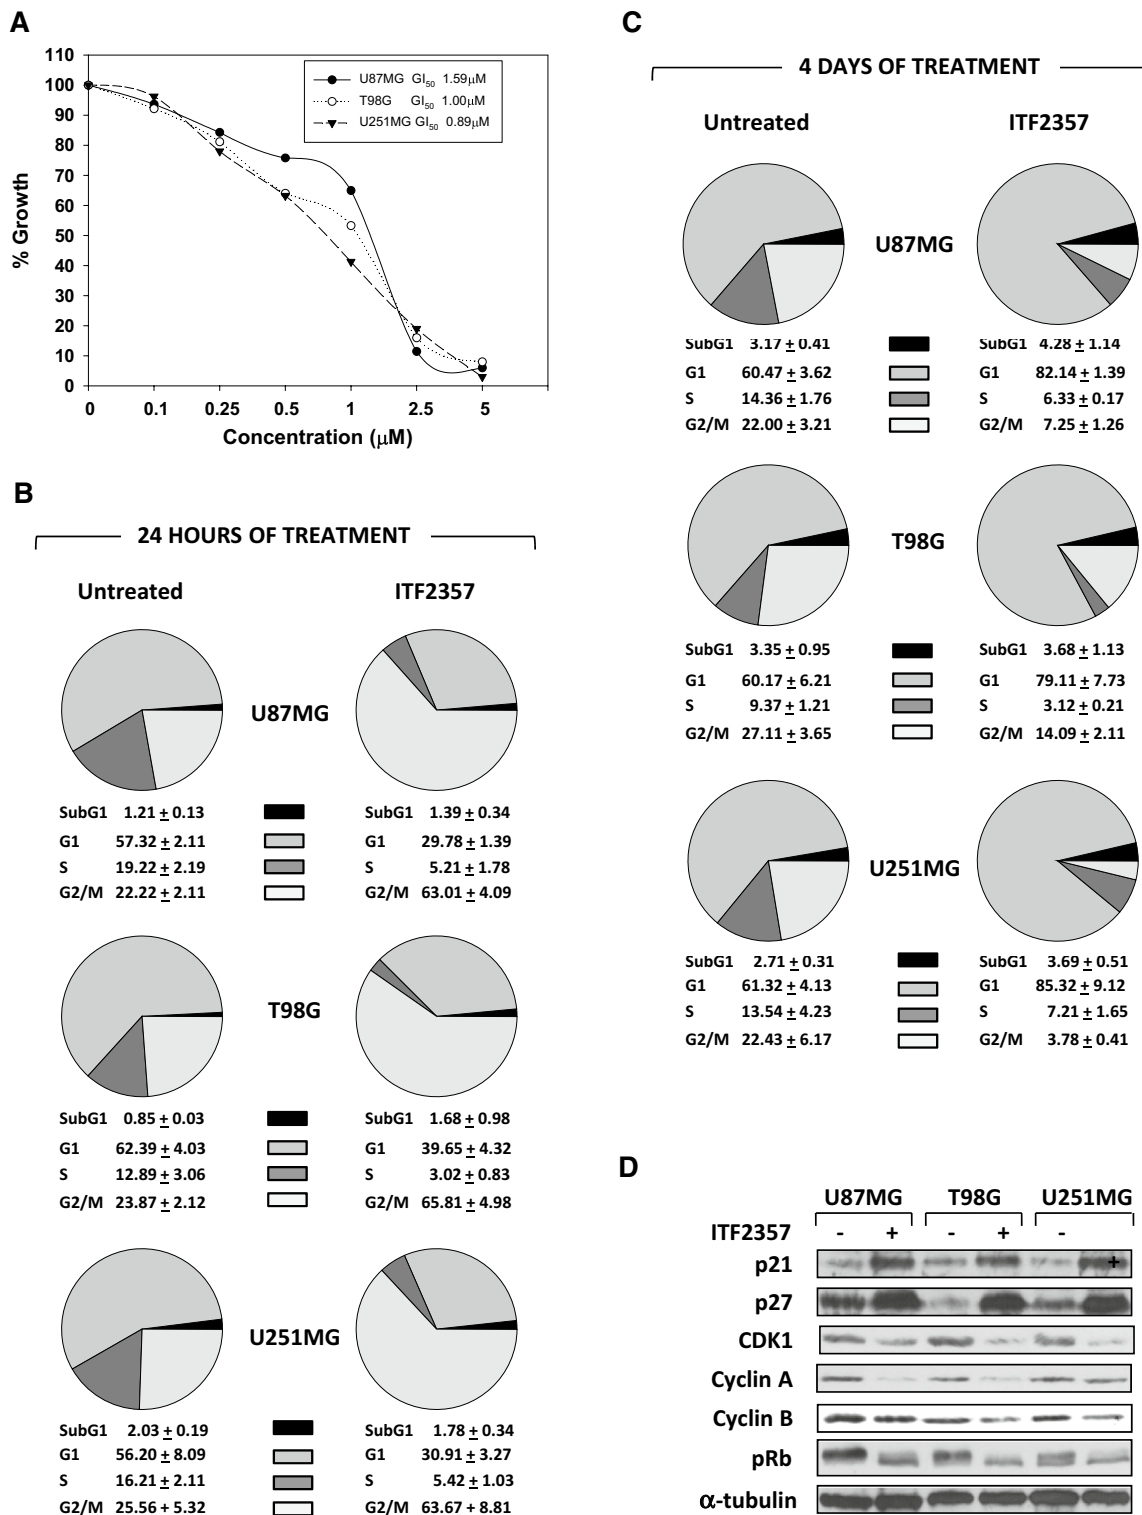 A
110
100
90
80
70
60
50
40
30
20
10
0
% Growth
0 0.1 0.25 0.5 1 2.5 5
Concentration (μM)
U87MG GI50 1.59μM
T98G GI50 1.00μM
U251MG GI50 0.89μM
B
24 HOURS OF TREATMENT
Untreated ITF2357
U87MG
SubG1 1.21 ± 0.13 SubG1 1.39 ± 0.34
G1 57.32 ± 2.11 G1 29.78 ± 1.39
S 19.22 ± 2.19 S 5.21 ± 1.78
G2/M 22.22 ± 2.11 G2/M 63.01 ± 4.09
T98G
SubG1 0.85 ± 0.03 SubG1 1.68 ± 0.98
G1 62.39 ± 4.03 G1 39.65 ± 4.32
S 12.89 ± 3.06 S 3.02 ± 0.83
G2/M 23.87 ± 2.12 G2/M 65.81 ± 4.98
U251MG
SubG1 2.03 ± 0.19 SubG1 1.78 ± 0.34
G1 56.20 ± 8.09 G1 30.91 ± 3.27
S 16.21 ± 2.11 S 5.42 ± 1.03
G2/M 25.56 + 5.32 G2/M 63.67 + 8.81
C
4 DAYS OF TREATMENT
Untreated ITF2357
U87MG
SubG1 3.17 ± 0.41 SubG1 4.28 ± 1.14
G1 60.47 ± 3.62 G1 82.14 ± 1.39
S 14.36 ± 1.76 S 6.33 ± 0.17
G2/M 22.00 ± 3.21 G2/M 7.25 ± 1.26
T98G
SubG1 3.35 ± 0.95 SubG1 3.68 ± 1.13
G1 60.17 ± 6.21 G1 79.11 ± 7.73
S 9.37 ± 1.21 S 3.12 ± 0.21
G2/M 27.11 ± 3.65 G2/M 14.09 ± 2.11
U251MG
SubG1 2.71 ± 0.31 SubG1 3.69 ± 0.51
G1 61.32 ± 4.13 G1 85.32 ± 9.12
S 13.54 ± 4.23 S 7.21 ± 1.65
G2/M 22.43 ± 6.17 G2/M 3.78 ± 0.41
D
U87MG T98G U251MG
ITF2357 - + - + - +
p21
p27
CDK1
Cyclin A
Cyclin B
pRb
α-tubulin